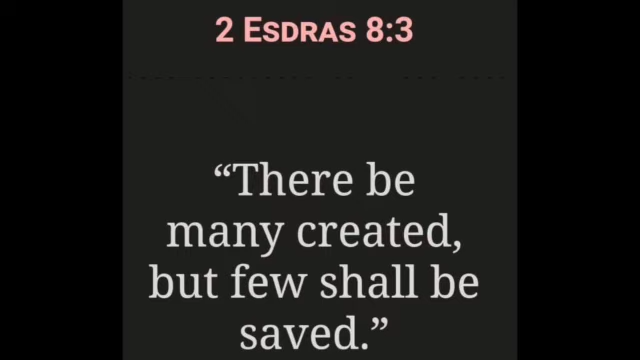 2 ESDRAS 8:3
“There be
many created,
but few shall be
saved.”